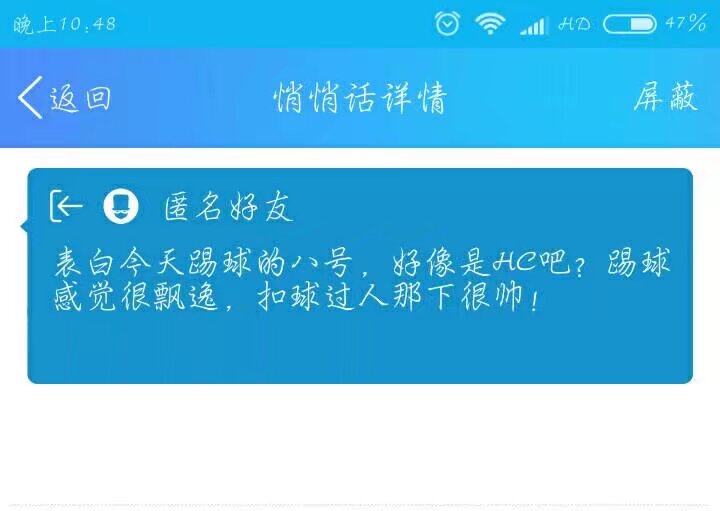 晚上10:48 HD 47%
返回 悄悄话详情 屏蔽
匿名好友
表白今天踢球的八号，好像是HC吧？踢球
感觉很飘逸，扣球过人那下很帅！